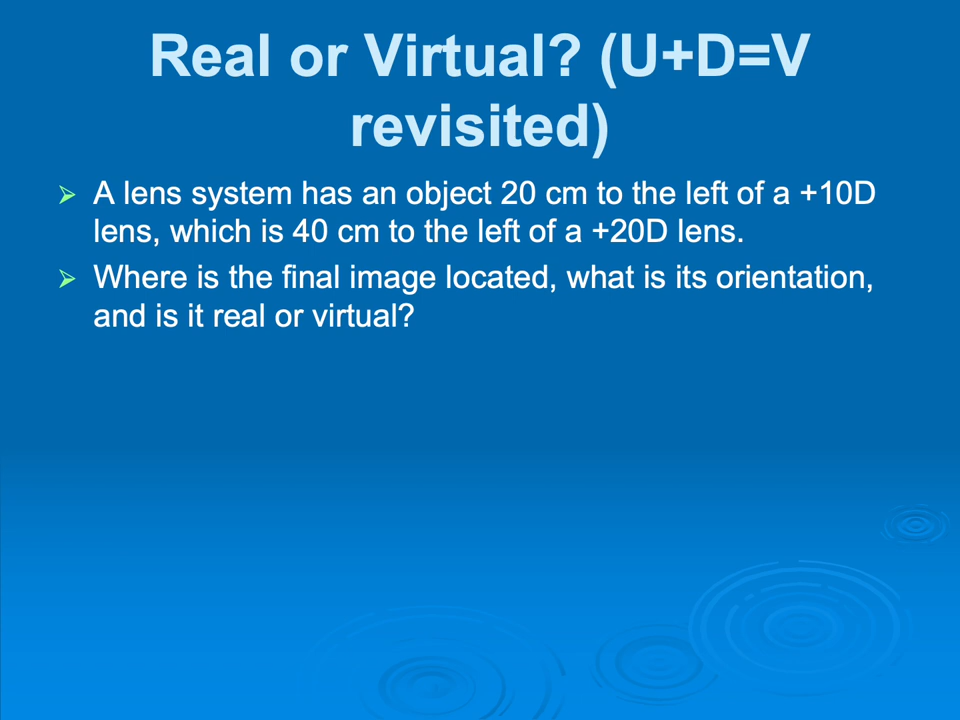 Real or Virtual? (U+D=V
revisited)
A lens system has an object 20 cm to the left of a +10D
lens, which is 40 cm to the left of a +20D lens.
Where is the final image located, what is its orientation,
and is it real or virtual?